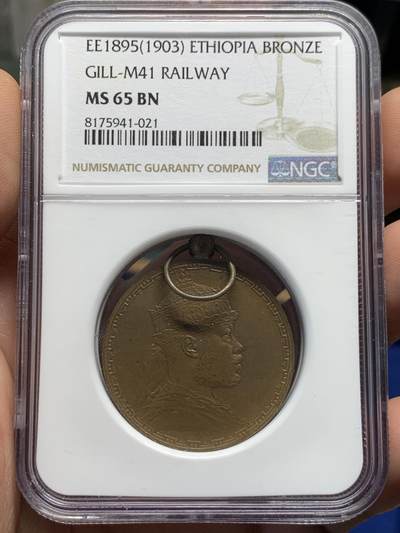 EE1895(1903) ETHIOPIA BRONZE
GILL-M41 RAILWAY
MS 65 BN
8175941-021
NUMISMATIC GUARANTY COMPANY NGC